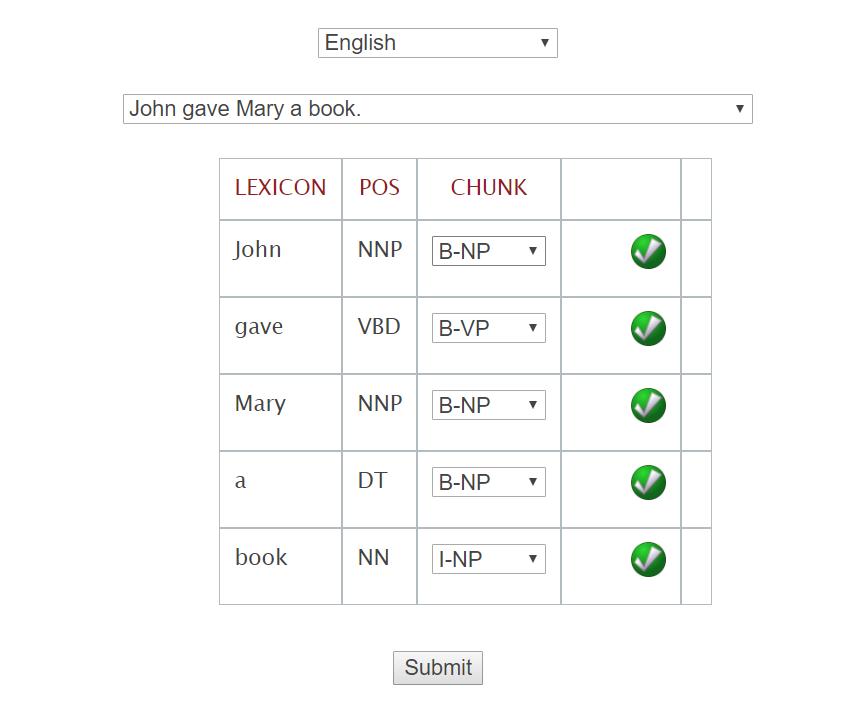 English
John gave Mary a book.
LEXICON POS CHUNK
John NNP B-NP
gave VBD B-VP
Mary NNP B-NP
a DT B-NP
book NN I-NP
Submit